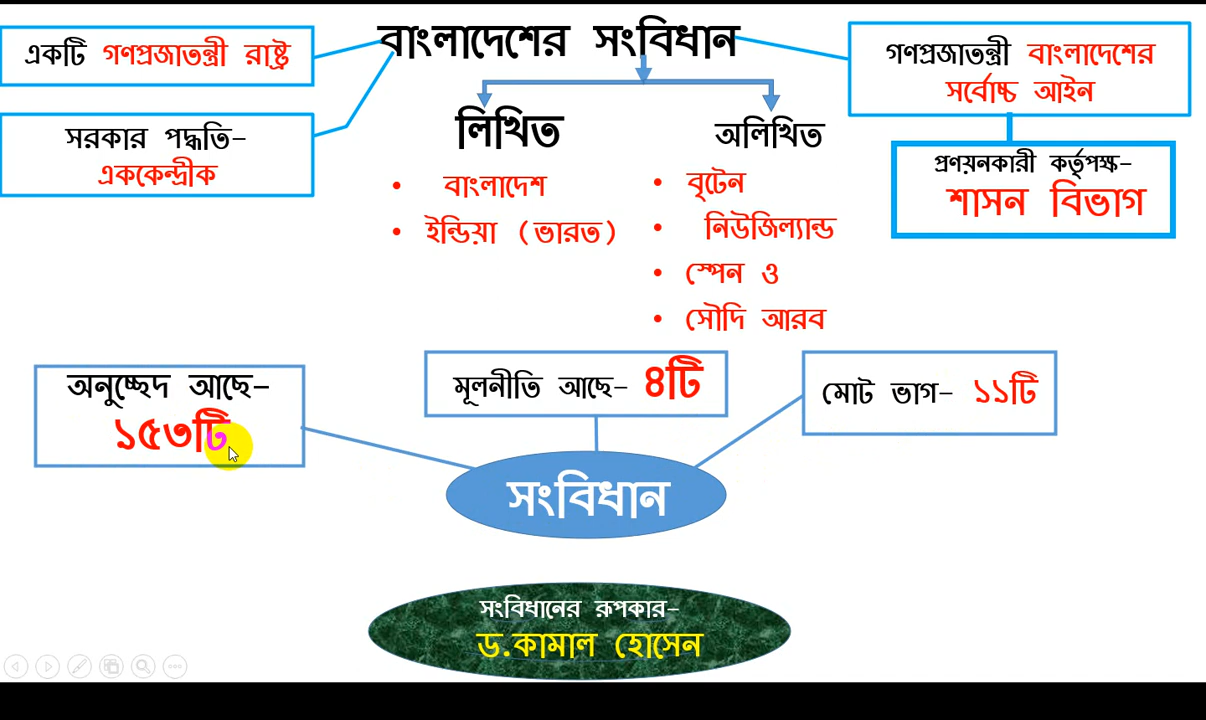 বাংলাদেশের সংবিধান
একটি গণপ্রজাতন্ত্রী রাষ্ট্র
সরকার পদ্ধতি–
এককেন্দ্রীক
গণপ্রজাতন্ত্রী বাংলাদেশের
সর্বোচ্চ আইন
প্রণয়নকারী কর্তৃপক্ষ–
শাসন বিভাগ
লিখিত
• বাংলাদেশ
• ইন্ডিয়া (ভারত)
অলিখিত
• বৃটেন
• নিউজিল্যান্ড
• স্পেন ও
• সৌদি আরব
অনুচ্ছেদ আছে–
১৫৩টি
মূলনীতি আছে– ৪টি
মোট ভাগ– ১১টি
সংবিধান
সংবিধানের রূপকার–
ড.কামাল হোসেন